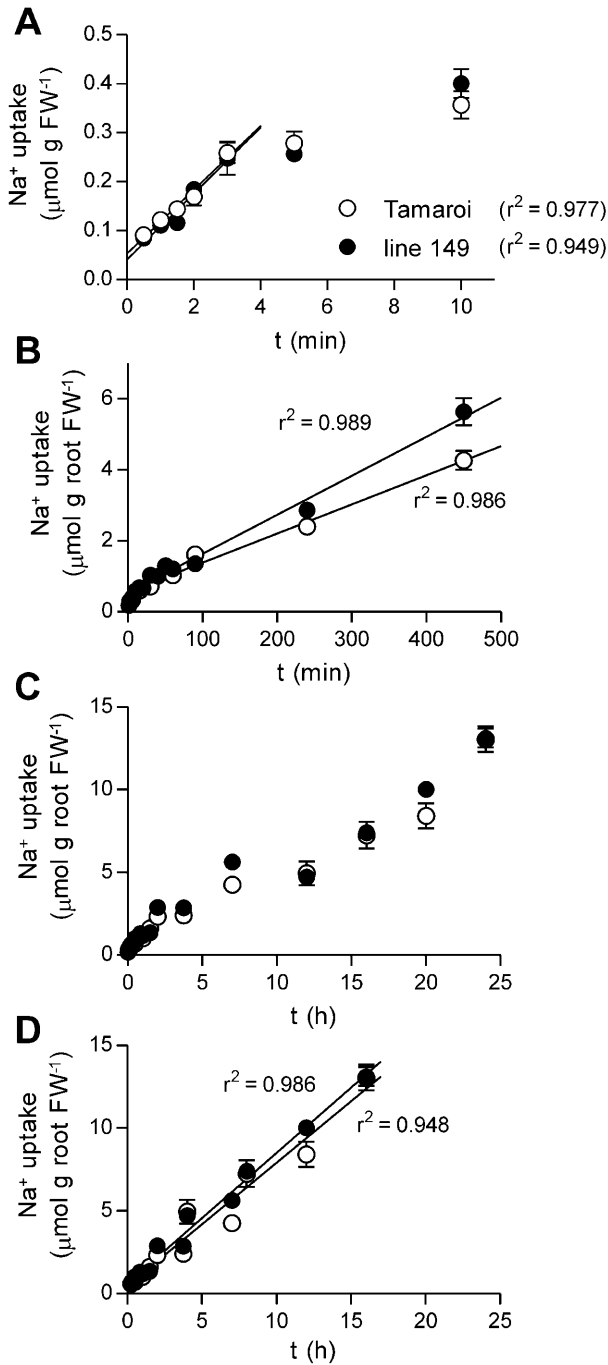 A
Na⁺ uptake
(μmol g FW⁻¹)
0.5
0.4
0.3
0.2
0.1
0.0
Tamaroi (r² = 0.977)
line 149 (r² = 0.949)
0 2 4 6 8 10
t (min)
B
Na⁺ uptake
(μmol g root FW⁻¹)
6
4
2
0
r² = 0.989
r² = 0.986
0 100 200 300 400 500
t (min)
C
Na⁺ uptake
(μmol g root FW⁻¹)
15
10
5
0
0 5 10 15 20 25
t (h)
D
Na⁺ uptake
(μmol g root FW⁻¹)
15
10
5
0
r² = 0.986
r² = 0.948
0 5 10 15 20 25
t (h)